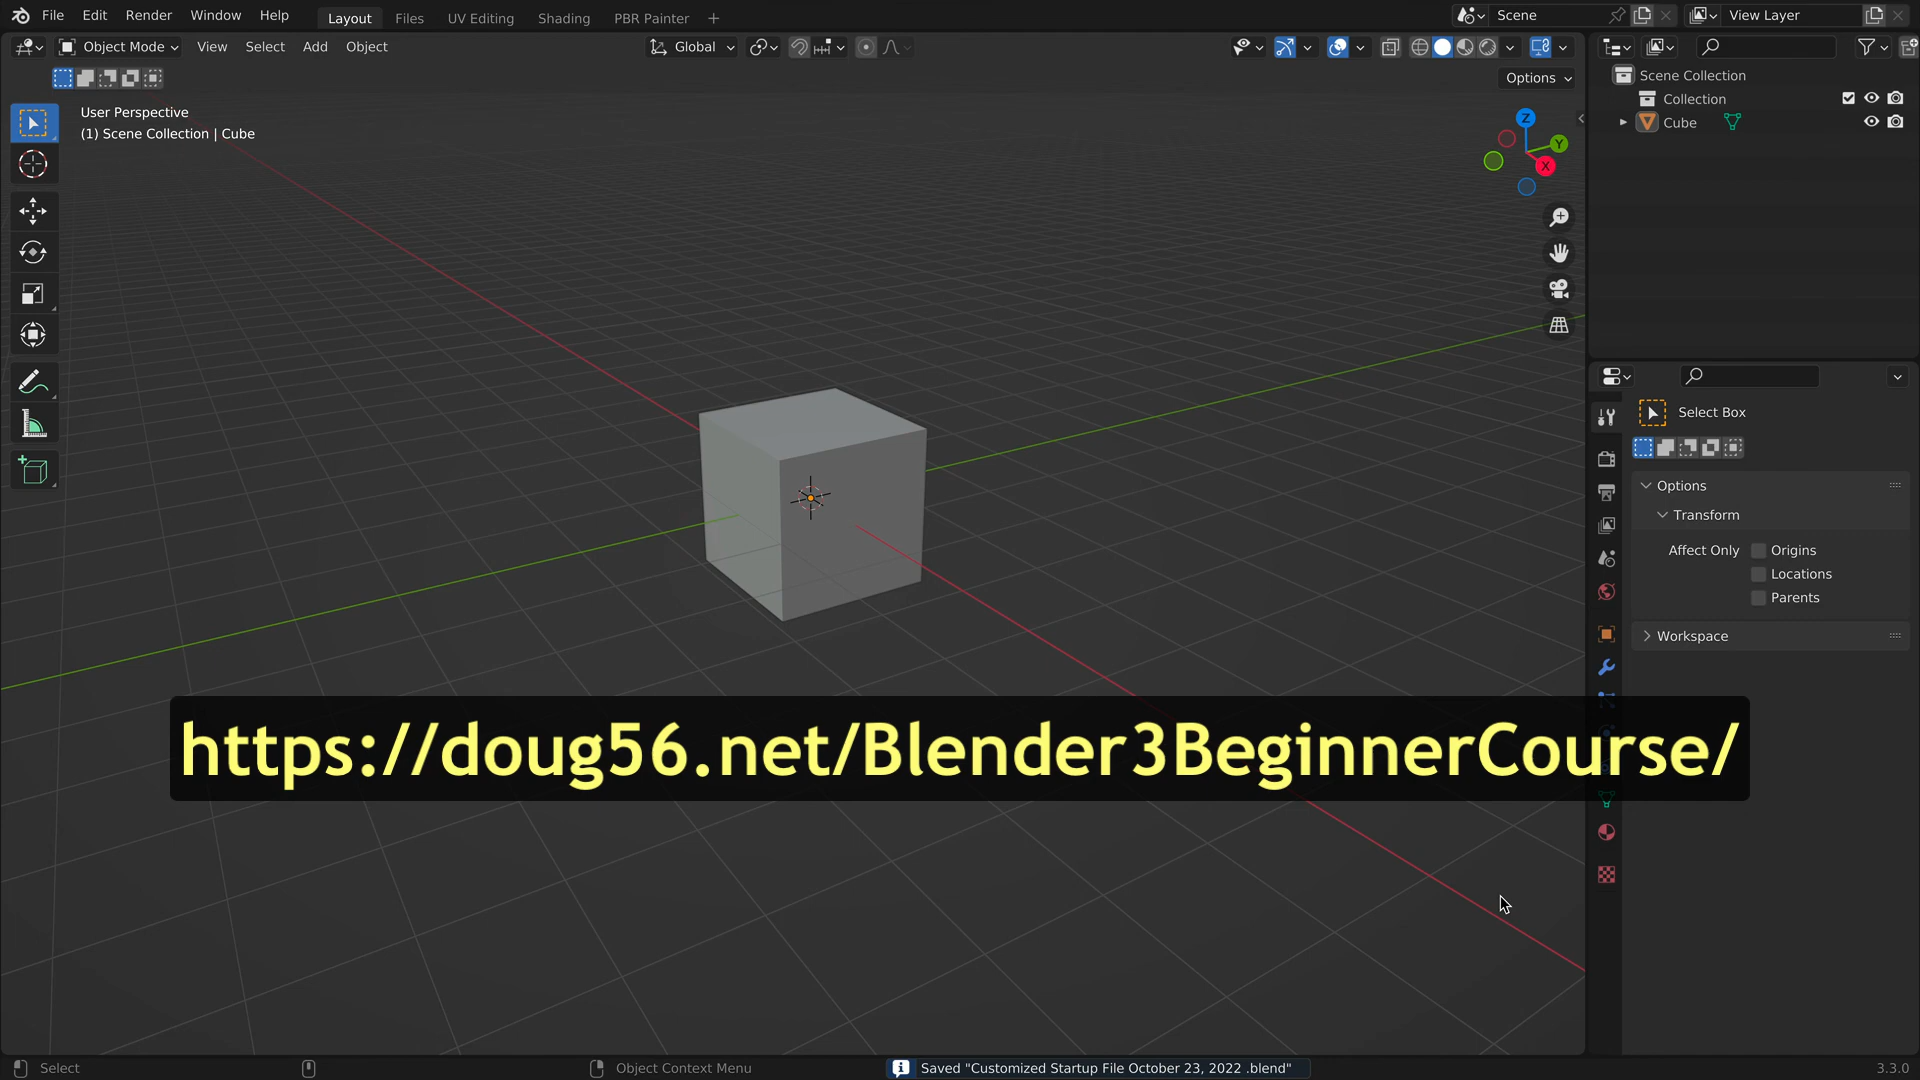 File Edit Render Window Help Layout Files UV Editing Shading PBR Painter + Scene View Layer
Object Mode View Select Add Object Global
Options
User Perspective
(1) Scene Collection | Cube
Z
Y
X
Scene Collection
Collection
Cube
Select Box
Options
Transform
Affect Only Origins
Locations
Parents
Workspace
https://doug56.net/Blender3BeginnerCourse/
Select Object Context Menu Saved "Customized Startup File October 23, 2022 .blend" 3.3.0